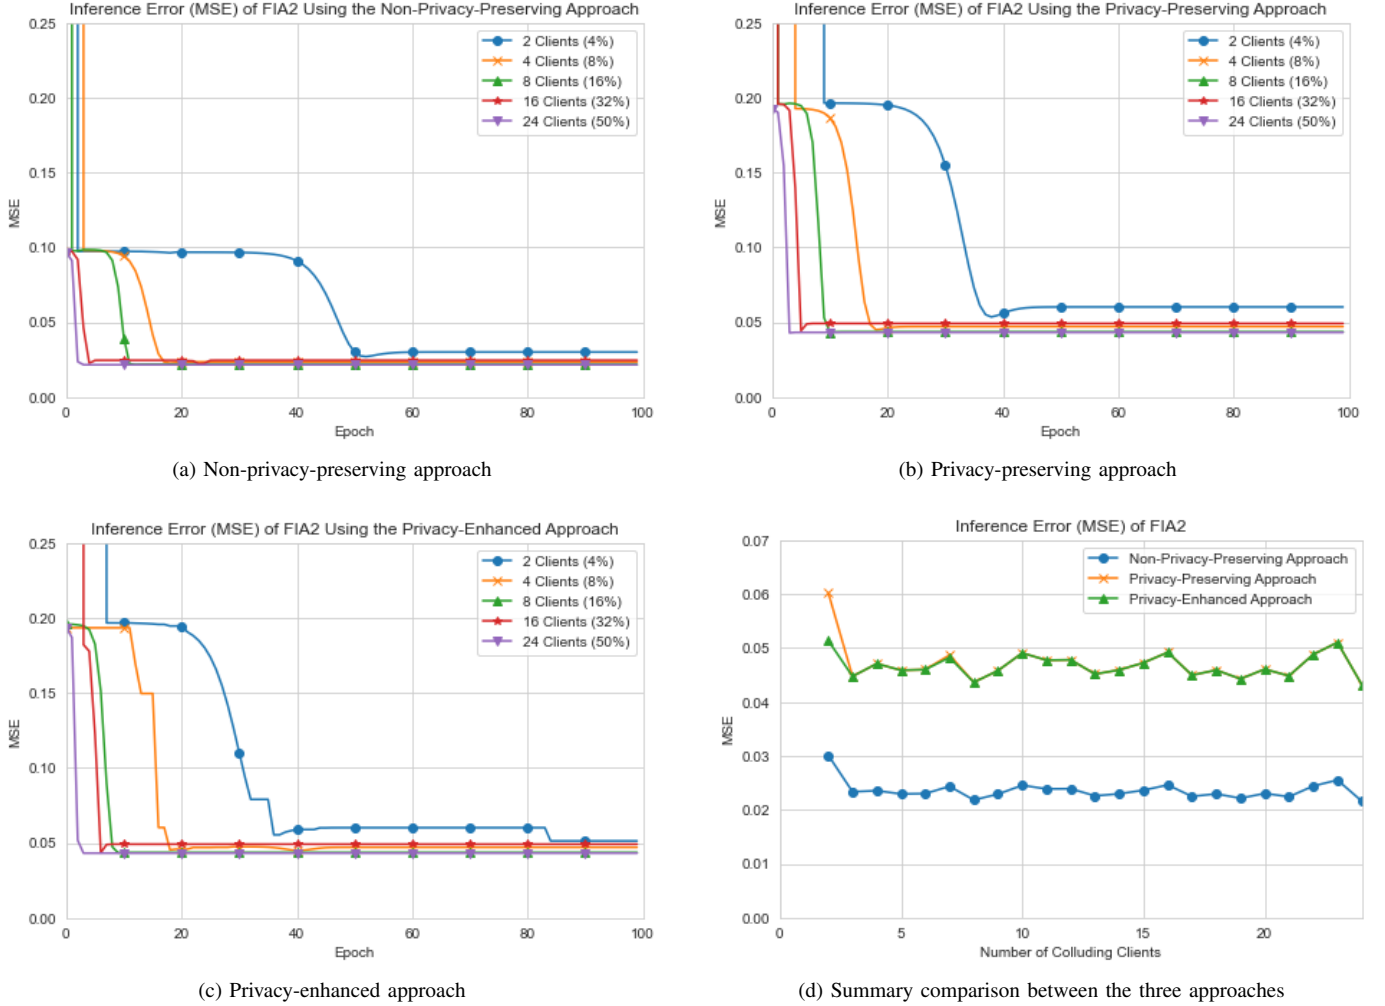 Inference Error (MSE) of FIA2 Using the Non-Privacy-Preserving Approach
0.25
0.20
0.15
0.10
0.05
0.00
MSE
2 Clients (4%)
4 Clients (8%)
8 Clients (16%)
16 Clients (32%)
24 Clients (50%)
0 20 40 60 80 100
Epoch
(a) Non-privacy-preserving approach
Inference Error (MSE) of FIA2 Using the Privacy-Preserving Approach
0.25
0.20
0.15
0.10
0.05
0.00
MSE
2 Clients (4%)
4 Clients (8%)
8 Clients (16%)
16 Clients (32%)
24 Clients (50%)
0 20 40 60 80 100
Epoch
(b) Privacy-preserving approach
Inference Error (MSE) of FIA2 Using the Privacy-Enhanced Approach
0.25
0.20
0.15
0.10
0.05
0.00
MSE
2 Clients (4%)
4 Clients (8%)
8 Clients (16%)
16 Clients (32%)
24 Clients (50%)
0 20 40 60 80 100
Epoch
(c) Privacy-enhanced approach
Inference Error (MSE) of FIA2
0.07
0.06
0.05
0.04
0.03
0.02
0.01
0.00
MSE
Non-Privacy-Preserving Approach
Privacy-Preserving Approach
Privacy-Enhanced Approach
0 5 10 15 20
Number of Colluding Clients
(d) Summary comparison between the three approaches